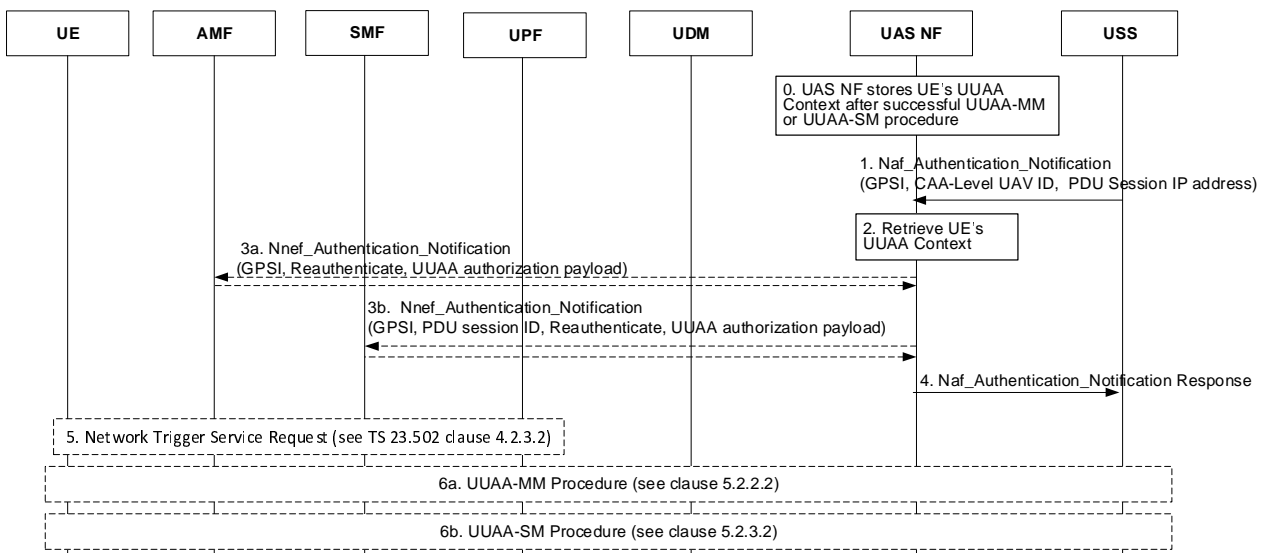 UE
AMF
SMF
UPF
UDM
UAS NF
USS
0. UAS NF stores UE's UUAA
Context after successful UUAA-MM
or UUAA-SM procedure
1. Naf_Authentication_Notification
(GPSI, CAA-Level UAV ID, PDU Session IP address)
2. Retrieve UE's
UUAA Context
3a. Nnef_Authentication_Notification
(GPSI, Reauthenticate, UUAA authorization payload)
3b. Nnef_Authentication_Notification
(GPSI, PDU session ID, Reauthenticate, UUAA authorization payload)
4. Naf_Authentication_Notification Response
5. Network Trigger Service Request (see TS 23.502 clause 4.2.3.2)
6a. UUAA-MM Procedure (see clause 5.2.2.2)
6b. UUAA-SM Procedure (see clause 5.2.3.2)